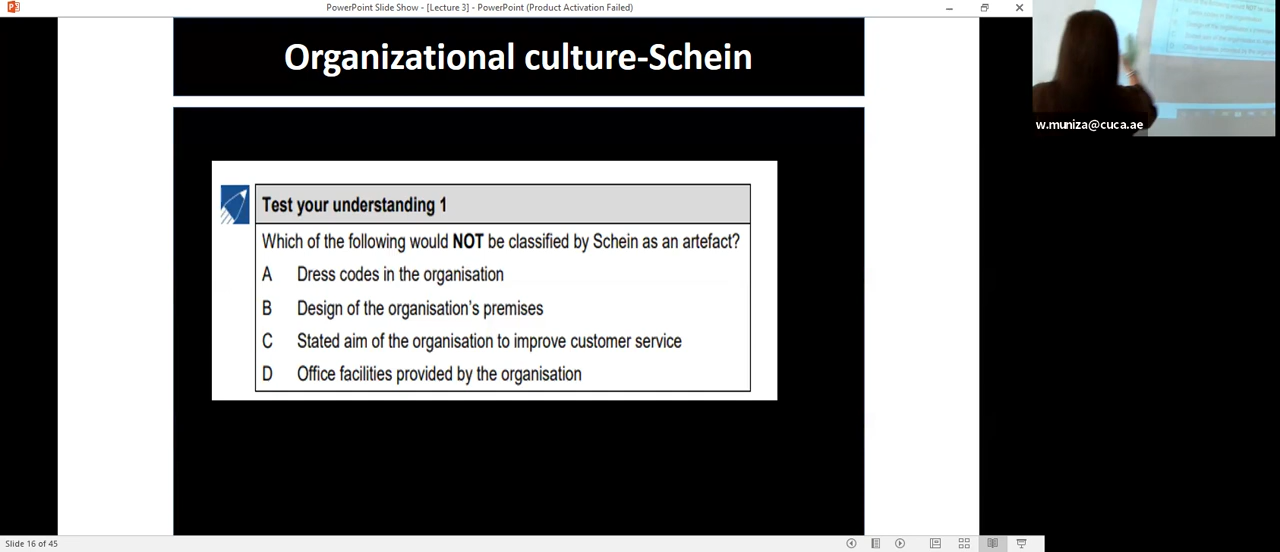 PowerPoint Slide Show - [Lecture 3] - PowerPoint (Product Activation Failed)
Organizational culture-Schein
w.muniza@cuca.ae
Test your understanding 1
Which of the following would NOT be classified by Schein as an artefact?
A Dress codes in the organisation
B Design of the organisation's premises
C Stated aim of the organisation to improve customer service
D Office facilities provided by the organisation
Slide 16 of 45